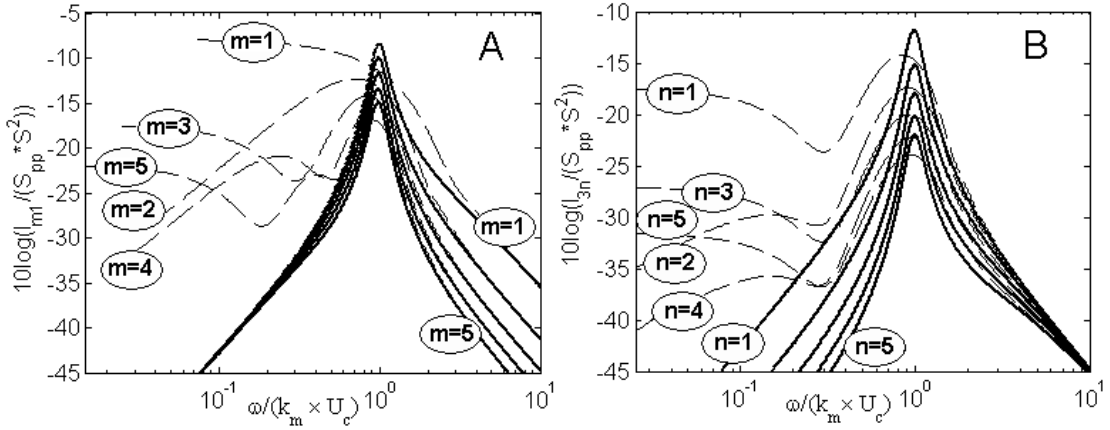 -5
-10
-15
-20
-25
-30
-35
-40
-45
10log(I_m1/(S_pp*S^2))
A
m=1
m=3
m=5
m=2
m=4
m=1
m=5
10^-1
10^0
10^1
ω/(k_m × U_c)
-10
-15
-20
-25
-30
-35
-40
-45
10log(I_3n/(S_pp*S^2))
B
n=1
n=3
n=5
n=2
n=4
n=1
n=5
10^-1
10^0
10^1
ω/(k_m × U_c)